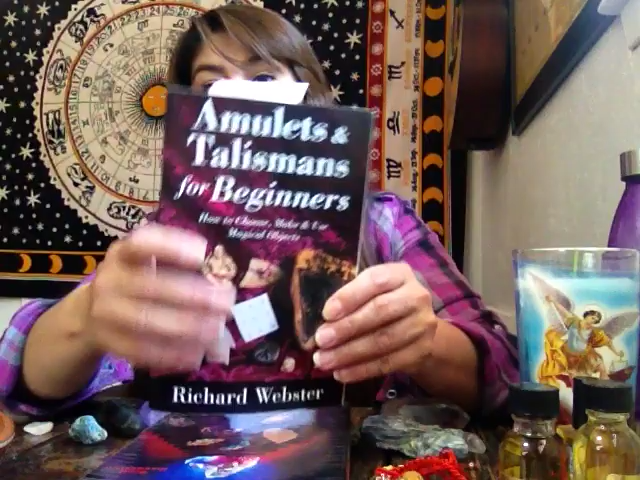 Amulets &
Talismans
for Beginners
How to Choose, Make & Use
Magical Objects
Richard Webster